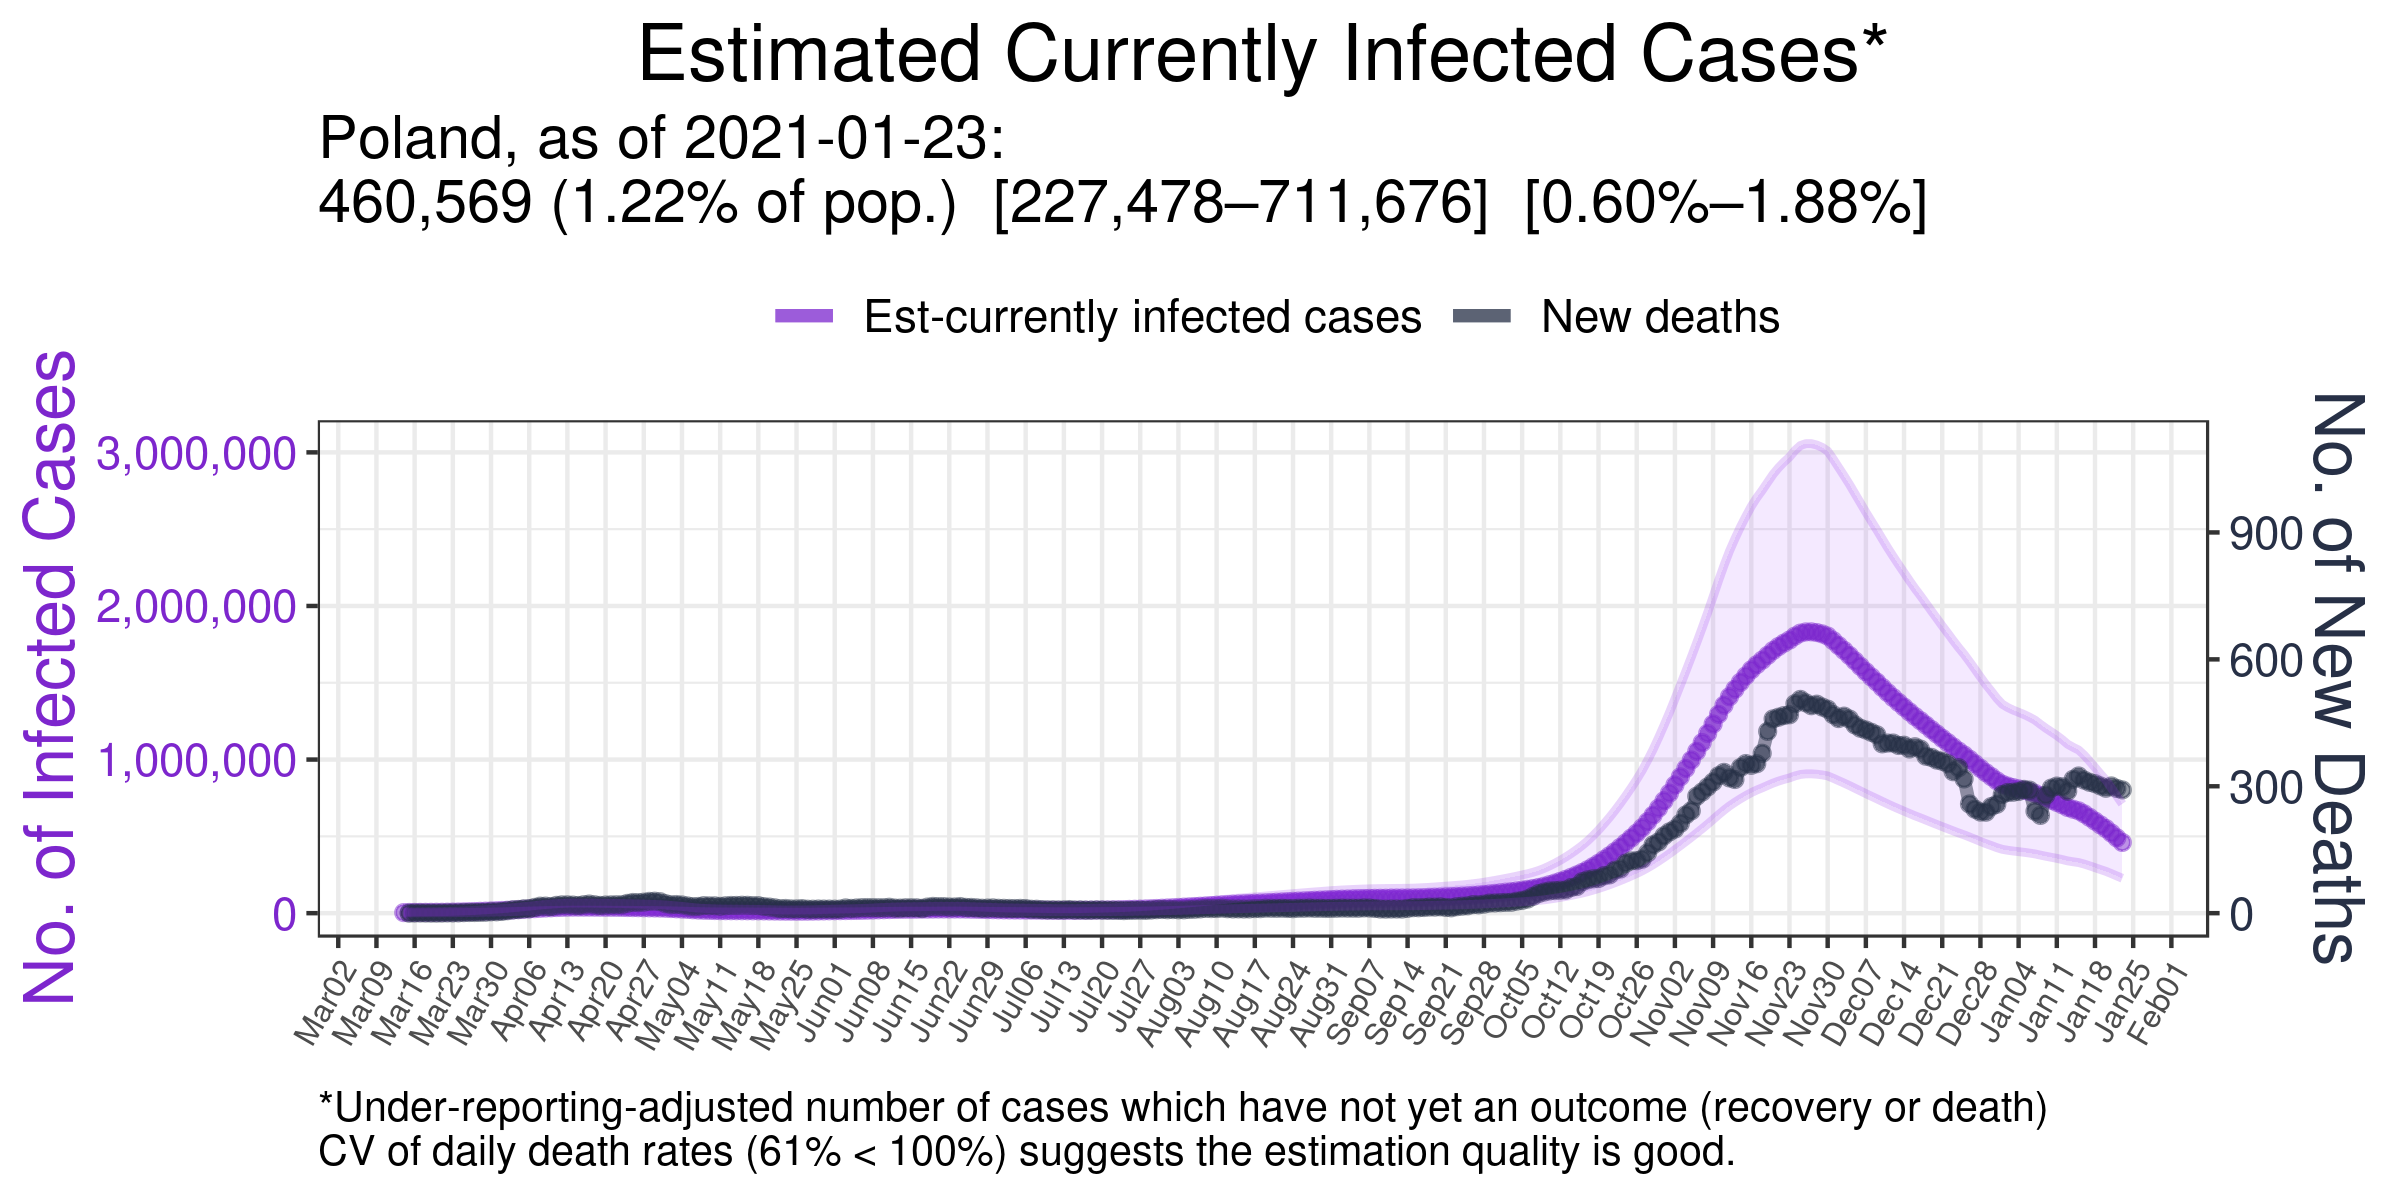 Estimated Currently Infected Cases*
Poland, as of 2021-01-23:
460,569 (1.22% of pop.) [227,478–711,676] [0.60%–1.88%]
Est-currently infected cases
New deaths
No. of Infected Cases
3,000,000
2,000,000
1,000,000
0
No. of New Deaths
900
600
300
0
Mar02
Mar09
Mar16
Mar23
Mar30
Apr06
Apr13
Apr20
Apr27
May04
May11
May18
May25
Jun01
Jun08
Jun15
Jun22
Jun29
Jul06
Jul13
Jul20
Jul27
Aug03
Aug10
Aug17
Aug24
Aug31
Sep07
Sep14
Sep21
Sep28
Oct05
Oct12
Oct19
Oct26
Nov02
Nov09
Nov16
Nov23
Nov30
Dec07
Dec14
Dec21
Dec28
Jan04
Jan11
Jan18
Jan25
Feb01
*Under-reporting-adjusted number of cases which have not yet an outcome (recovery or death)
CV of daily death rates (61% < 100%) suggests the estimation quality is good.